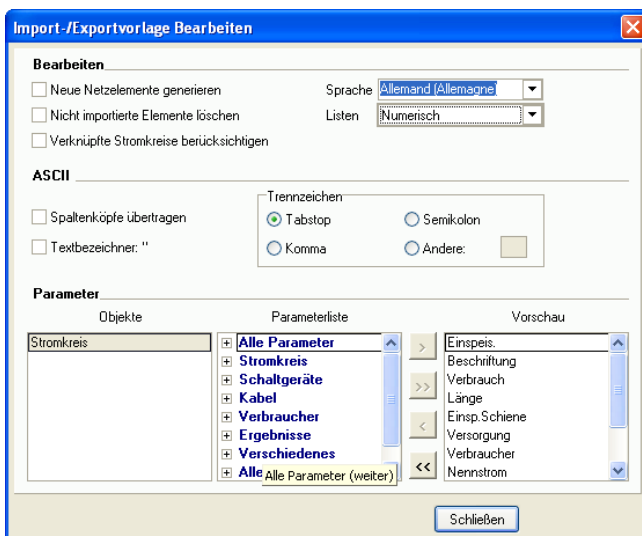 Import-/Exportvorlage Bearbeiten
Bearbeiten
Neue Netzelemente generieren
Sprache Allemand (Allemagne)
Nicht importierte Elemente löschen
Listen Numerisch
Verknüpfte Stromkreise berücksichtigen
ASCII
Trennzeichen
Spaltenköpfe übertragen
Tabstop
Semikolon
Textbezeichner: "
Komma
Andere:
Parameter
Objekte
Parameterliste
Vorschau
Stromkreis
Alle Parameter
Stromkreis
Schaltgeräte
Kabel
Verbraucher
Ergebnisse
Verschiedenes
Alle
Alle Parameter (weiter)
>
>>
<
<<
Einspeis.
Beschriftung
Verbrauch
Länge
Einsp.Schiene
Versorgung
Verbraucher
Nennstrom
Schließen